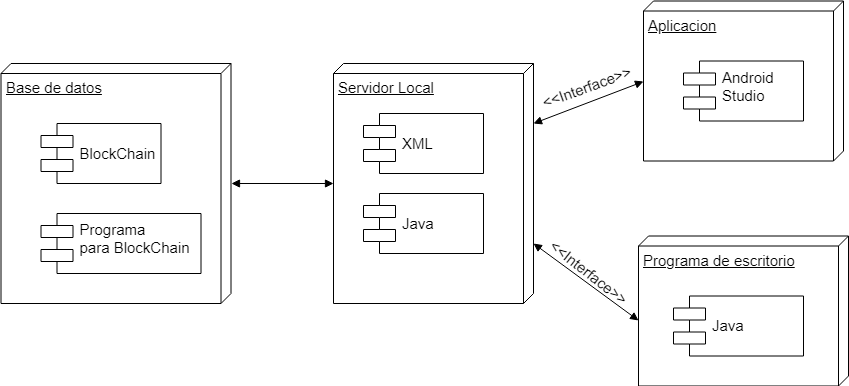 Base de datos
BlockChain
Programa
para BlockChain
Servidor Local
XML
Java
<<Interface>>
<<Interface>>
Aplicacion
Android
Studio
Programa de escritorio
Java